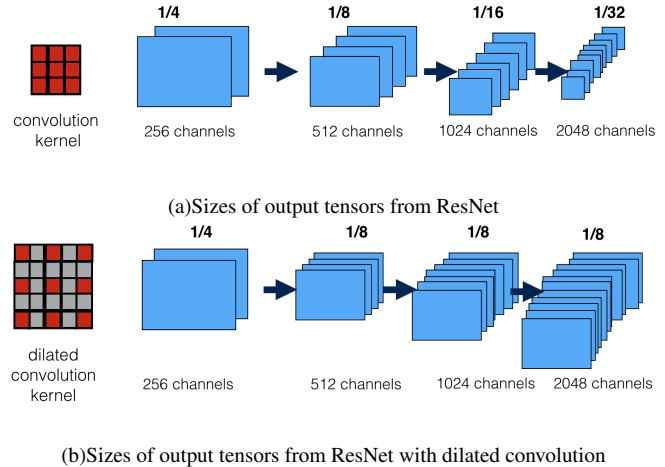 1/4 1/8 1/16 1/32
convolution
kernel
256 channels 512 channels 1024 channels 2048 channels
(a)Sizes of output tensors from ResNet
1/4 1/8 1/8 1/8
dilated
convolution
kernel
256 channels 512 channels 1024 channels 2048 channels
(b)Sizes of output tensors from ResNet with dilated convolution